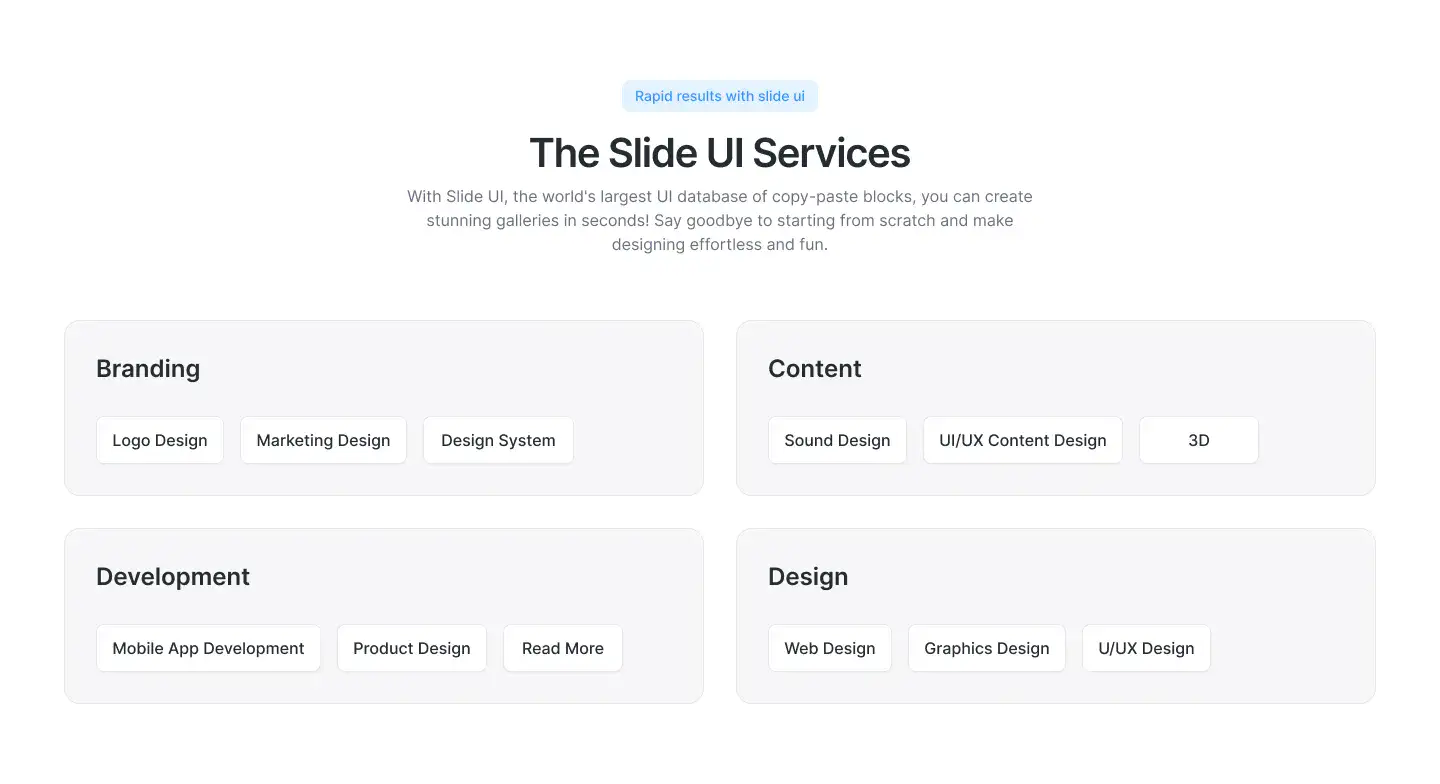 Rapid results with slide ui
The Slide UI Services
With Slide UI, the world's largest UI database of copy-paste blocks, you can create
stunning galleries in seconds! Say goodbye to starting from scratch and make
designing effortless and fun.
Branding
Logo Design
Marketing Design
Design System
Content
Sound Design
UI/UX Content Design
3D
Development
Mobile App Development
Product Design
Read More
Design
Web Design
Graphics Design
U/UX Design